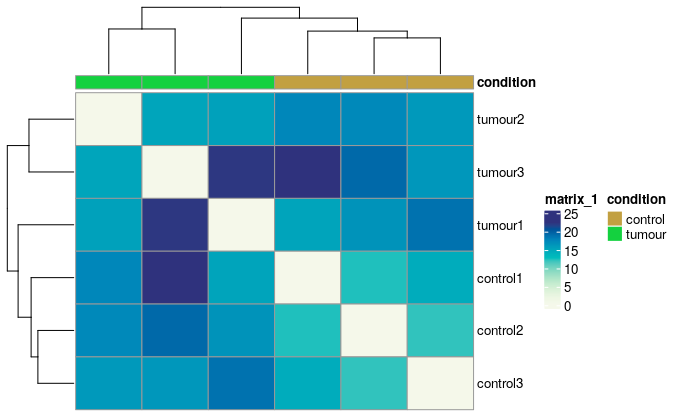 condition
tumour2
tumour3
tumour1
control1
control2
control3
matrix_1
25
20
15
10
5
0
condition
control
tumour